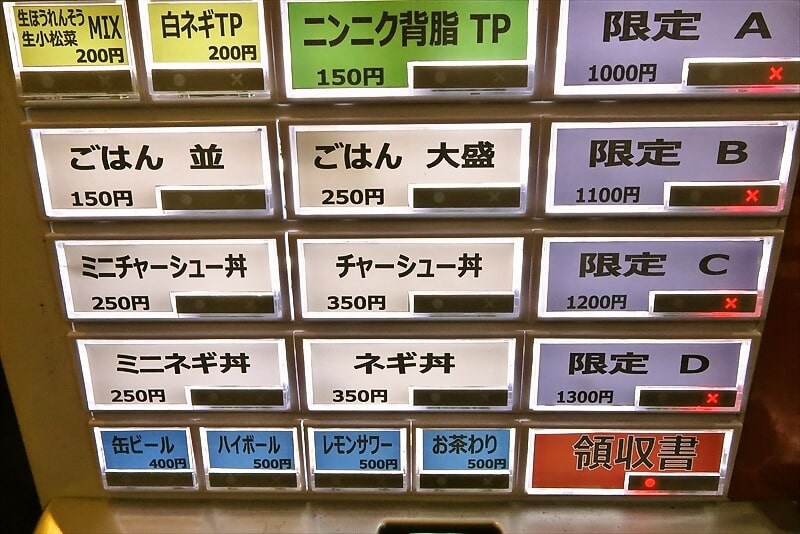 生ほうれんそう
生小松菜 MIX
200円
白ネギTP
200円
ニンニク背脂 TP
150円
限定 A
1000円
ごはん 並
150円
ごはん 大盛
250円
限定 B
1100円
ミニチャーシュー丼
250円
チャーシュー丼
350円
限定 C
1200円
ミニネギ丼
250円
ネギ丼
350円
限定 D
1300円
缶ビール
400円
ハイボール
500円
レモンサワー
500円
お茶わり
500円
領収書